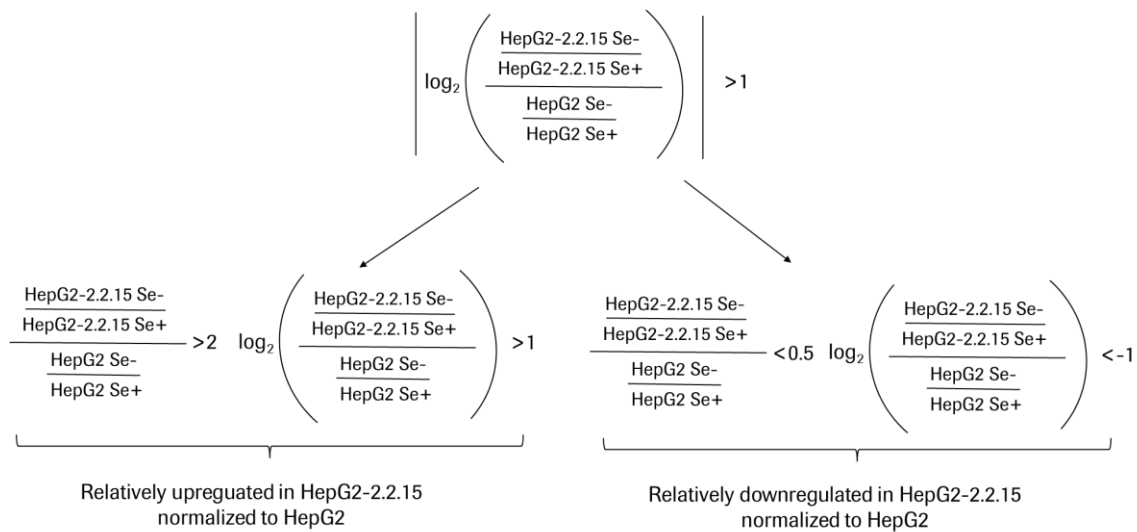 HepG2-2.2.15 Se-
HepG2-2.2.15 Se+
log₂ >1
HepG2 Se-
HepG2 Se+
HepG2-2.2.15 Se-
HepG2-2.2.15 Se+
>2
HepG2 Se-
HepG2 Se+
HepG2-2.2.15 Se-
HepG2-2.2.15 Se+
log₂ >1
HepG2 Se-
HepG2 Se+
HepG2-2.2.15 Se-
HepG2-2.2.15 Se+
<0.5
HepG2 Se-
HepG2 Se+
HepG2-2.2.15 Se-
HepG2-2.2.15 Se+
log₂ <-1
HepG2 Se-
HepG2 Se+
Relatively upreguated in HepG2-2.2.15
normalized to HepG2
Relatively downregulated in HepG2-2.2.15
normalized to HepG2